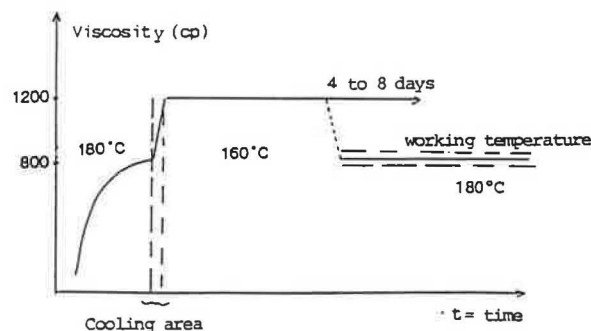 Viscosity (cp)
4 to 8 days
1200
180°C
160°C
working temperature
800
180°C
t= time
Cooling area